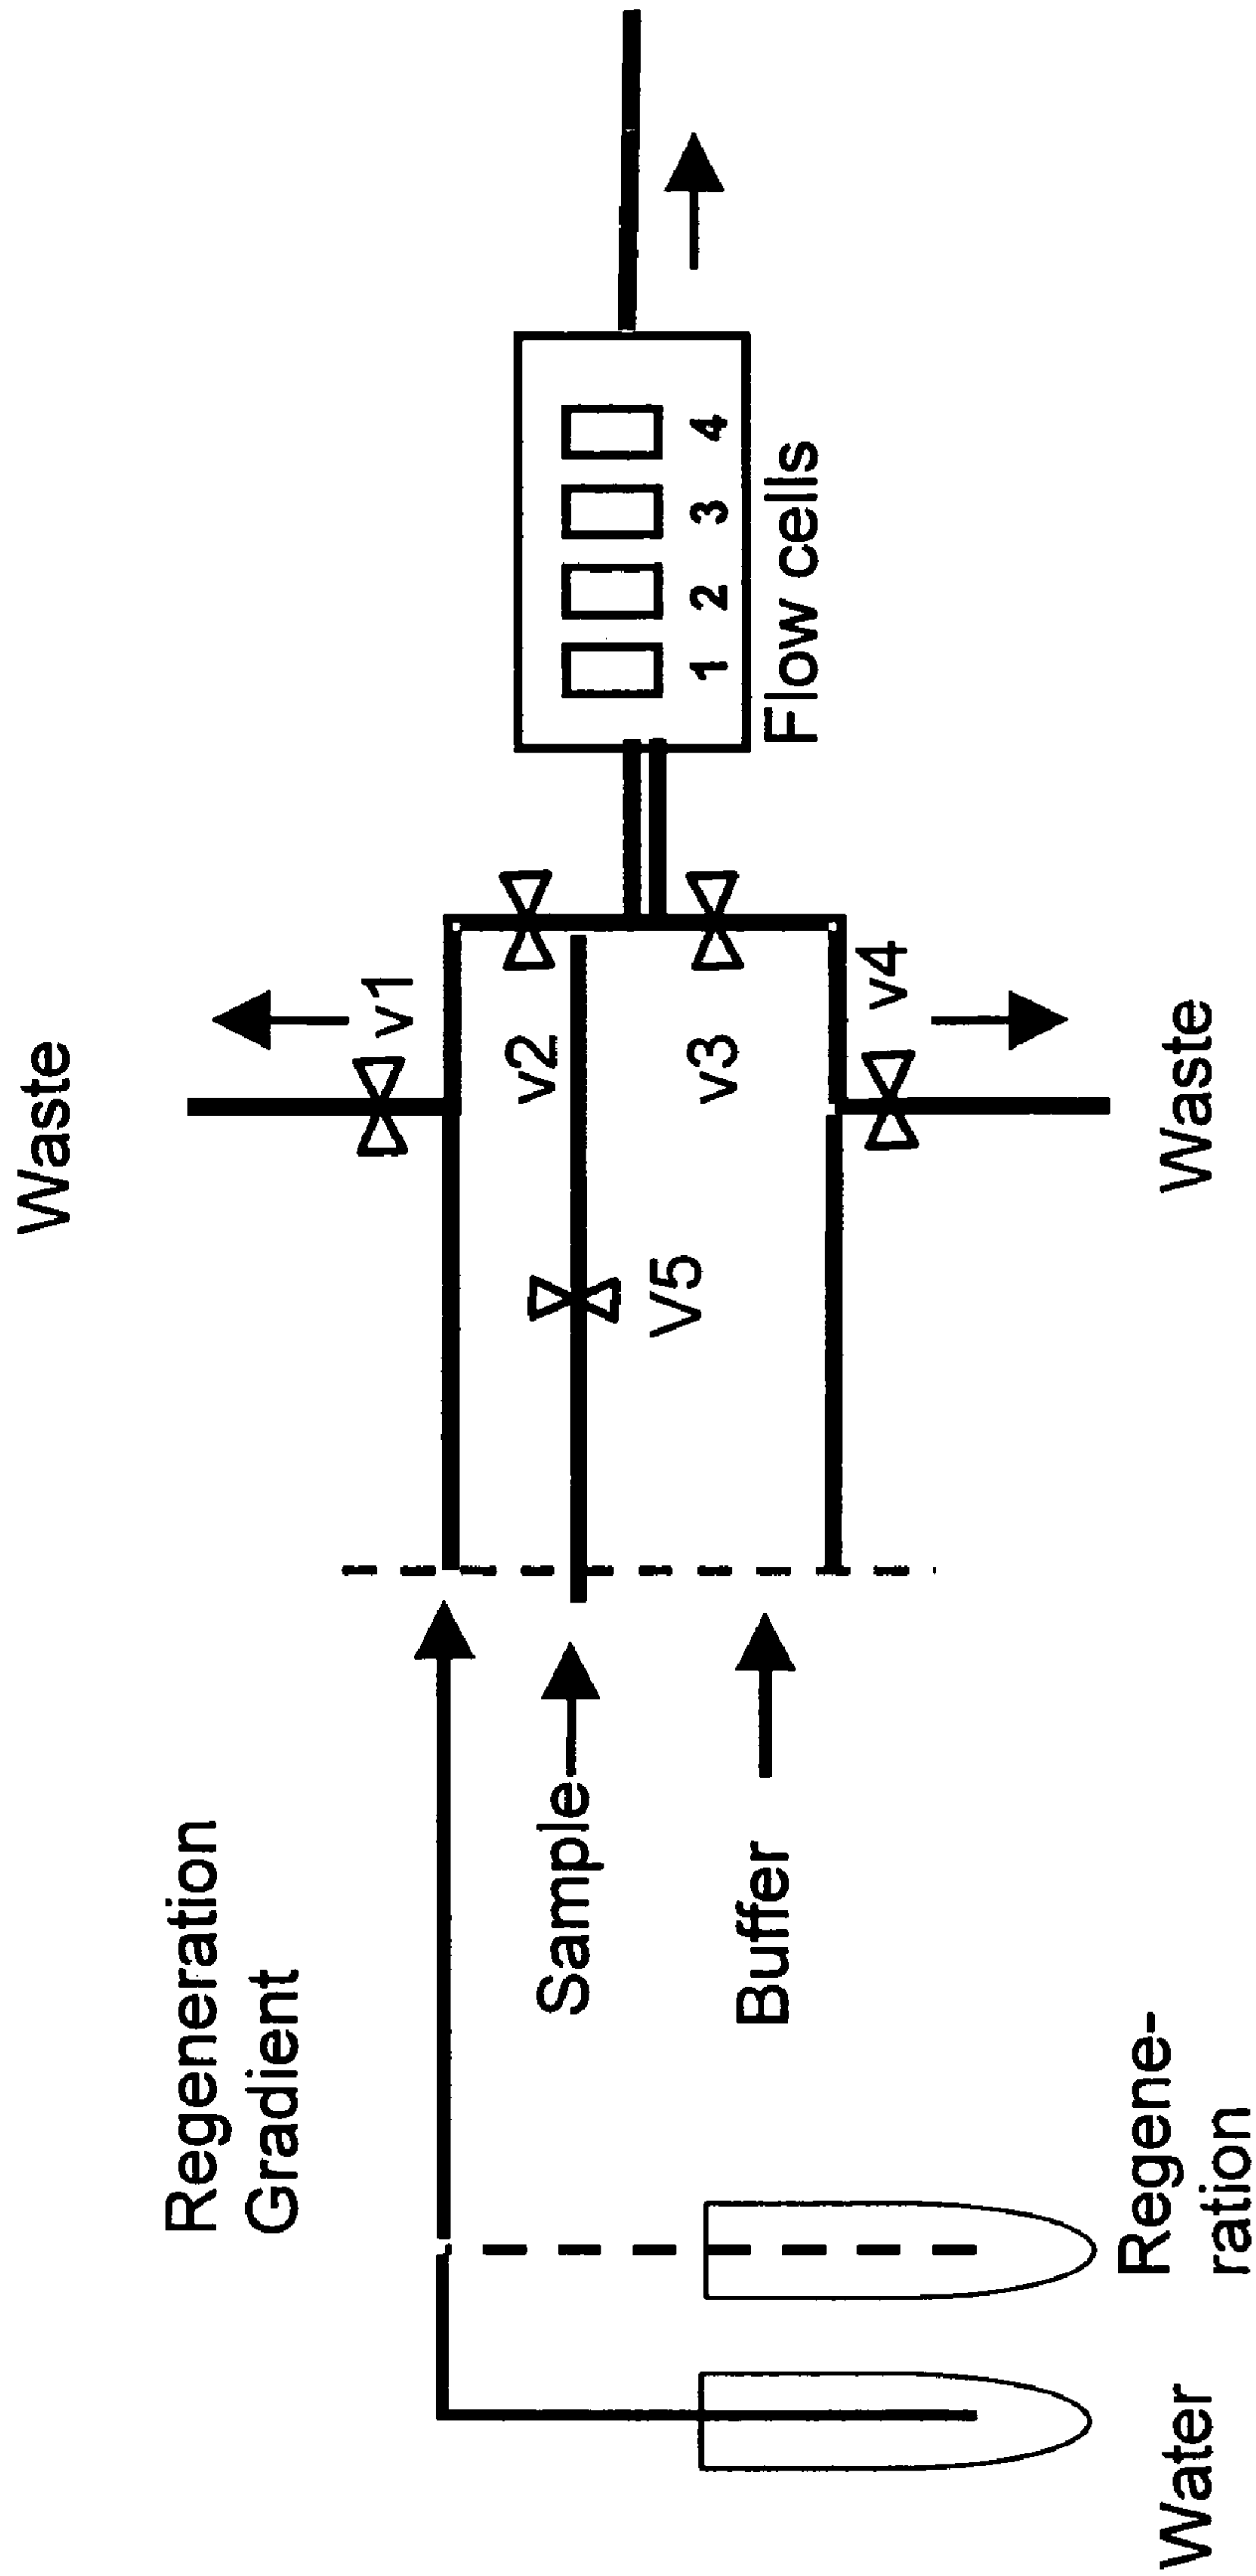 Regeneration
Gradient
Water
Regene-
ration
Sample
Buffer
Waste
v1
v2
V5
v3
v4
Waste
1 2 3 4
Flow cells